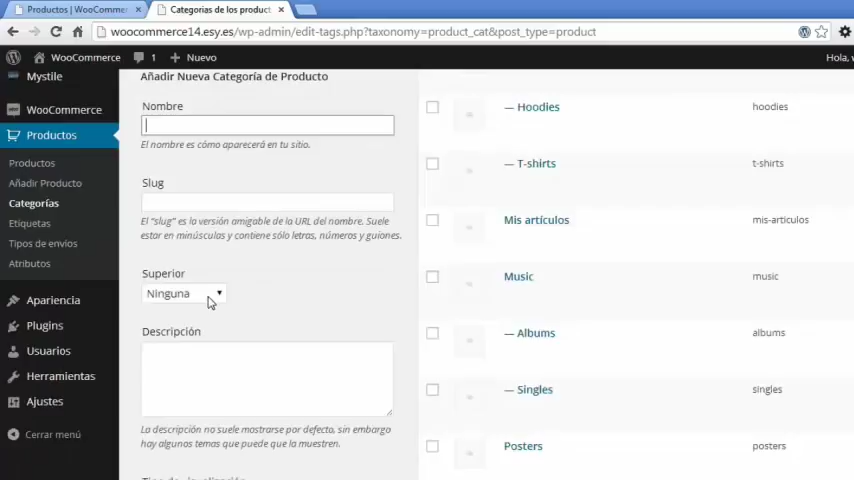 Productos | WooCommerce
Categorías de los product
woocommerce14.esy.es/wp-admin/edit-tags.php?taxonomy=product_cat&post_type=product
WooCommerce 1 Nuevo
Hola,
Mystile
WooCommerce
Productos
Productos
Añadir Producto
Categorías
Etiquetas
Tipos de envíos
Atributos
Apariencia
Plugins
Usuarios
Herramientas
Ajustes
Cerrar menú
Añadir Nueva Categoría de Producto
Nombre
El nombre es cómo aparecerá en tu sitio.
Slug
El "slug" es la versión amigable de la URL del nombre. Suele
estar en minúsculas y contiene sólo letras, números y guiones.
Superior
Ninguna
Descripción
La descripción no suele mostrarse por defecto, sin embargo
hay algunos temas que puede que la muestren.
— Hoodies hoodies
— T-shirts t-shirts
Mis artículos mis-articulos
Music music
— Albums albums
— Singles singles
Posters posters